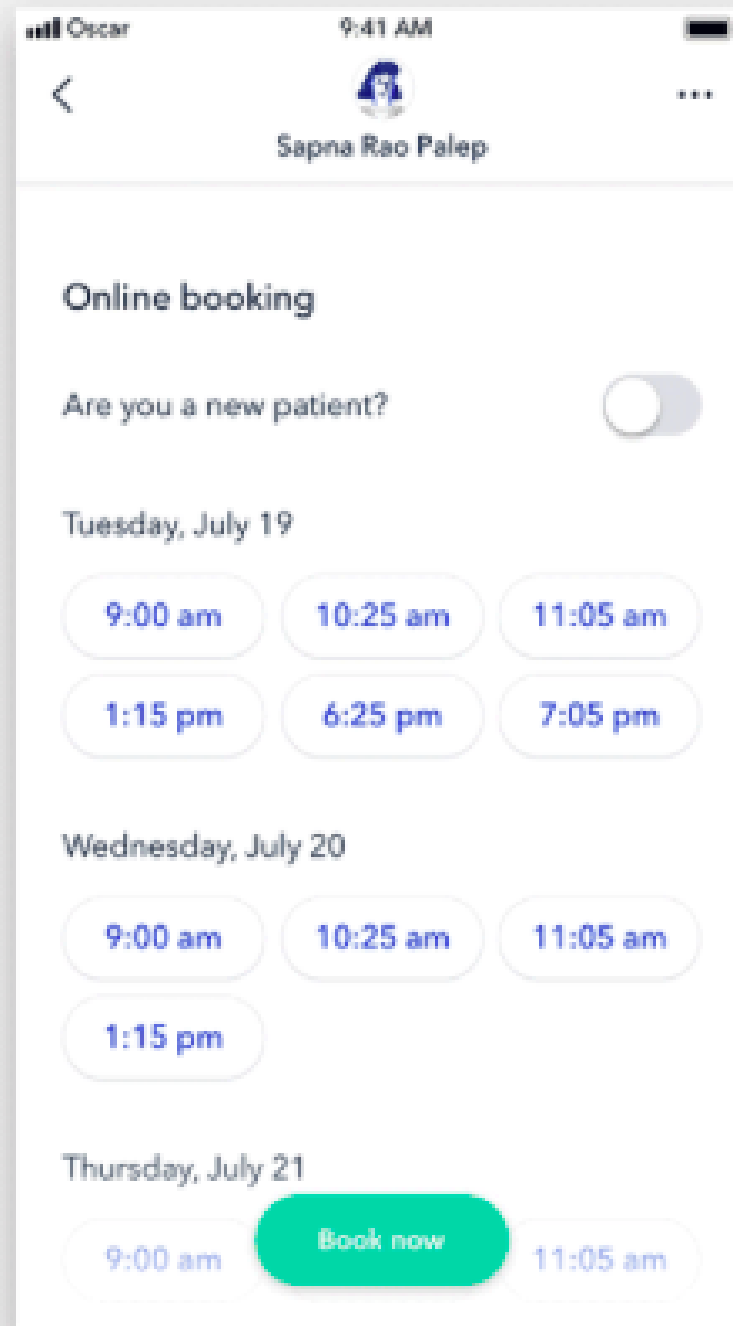 Oscar 9:41 AM
Sapna Rao Palep
Online booking
Are you a new patient?
Tuesday, July 19
9:00 am 10:25 am 11:05 am
1:15 pm 6:25 pm 7:05 pm
Wednesday, July 20
9:00 am 10:25 am 11:05 am
1:15 pm
Thursday, July 21
9:00 am Book now 11:05 am